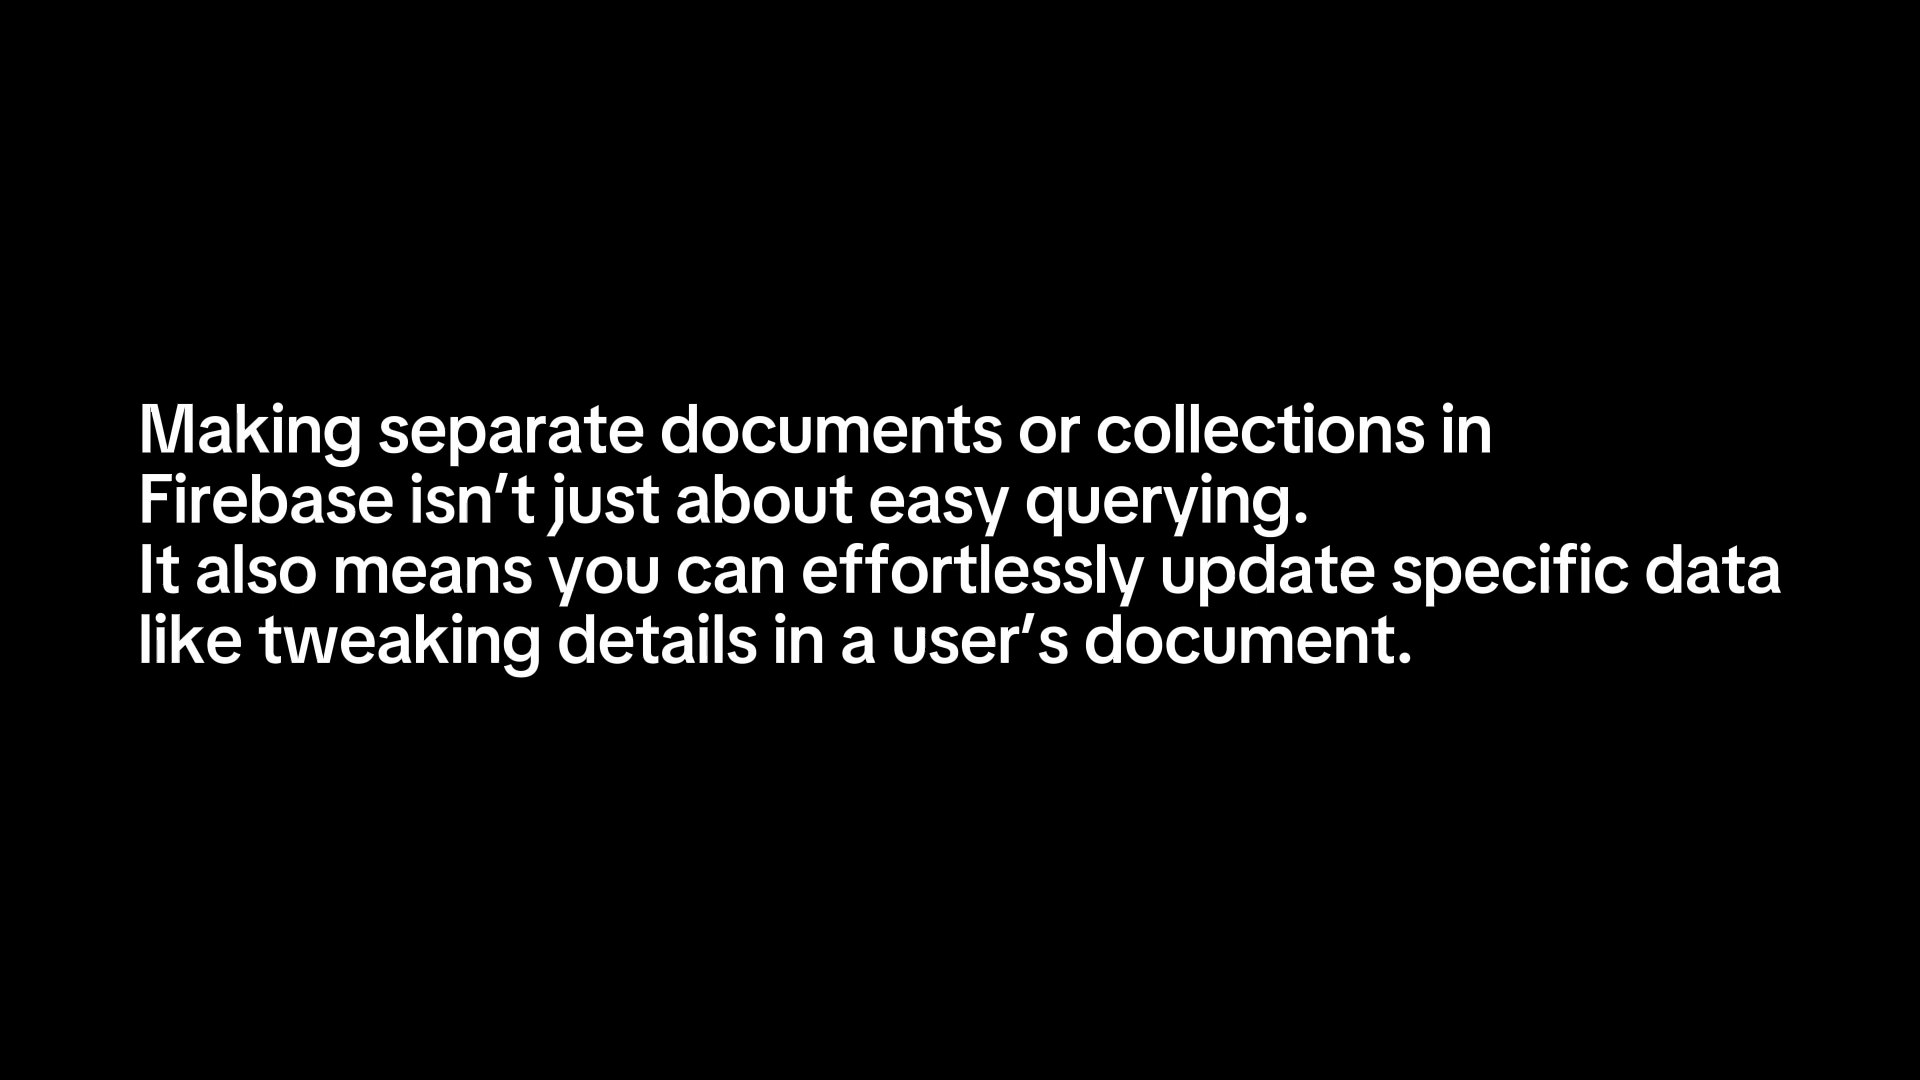 Making separate documents or collections in
Firebase isn’t just about easy querying.
It also means you can effortlessly update specific data
like tweaking details in a user’s document.